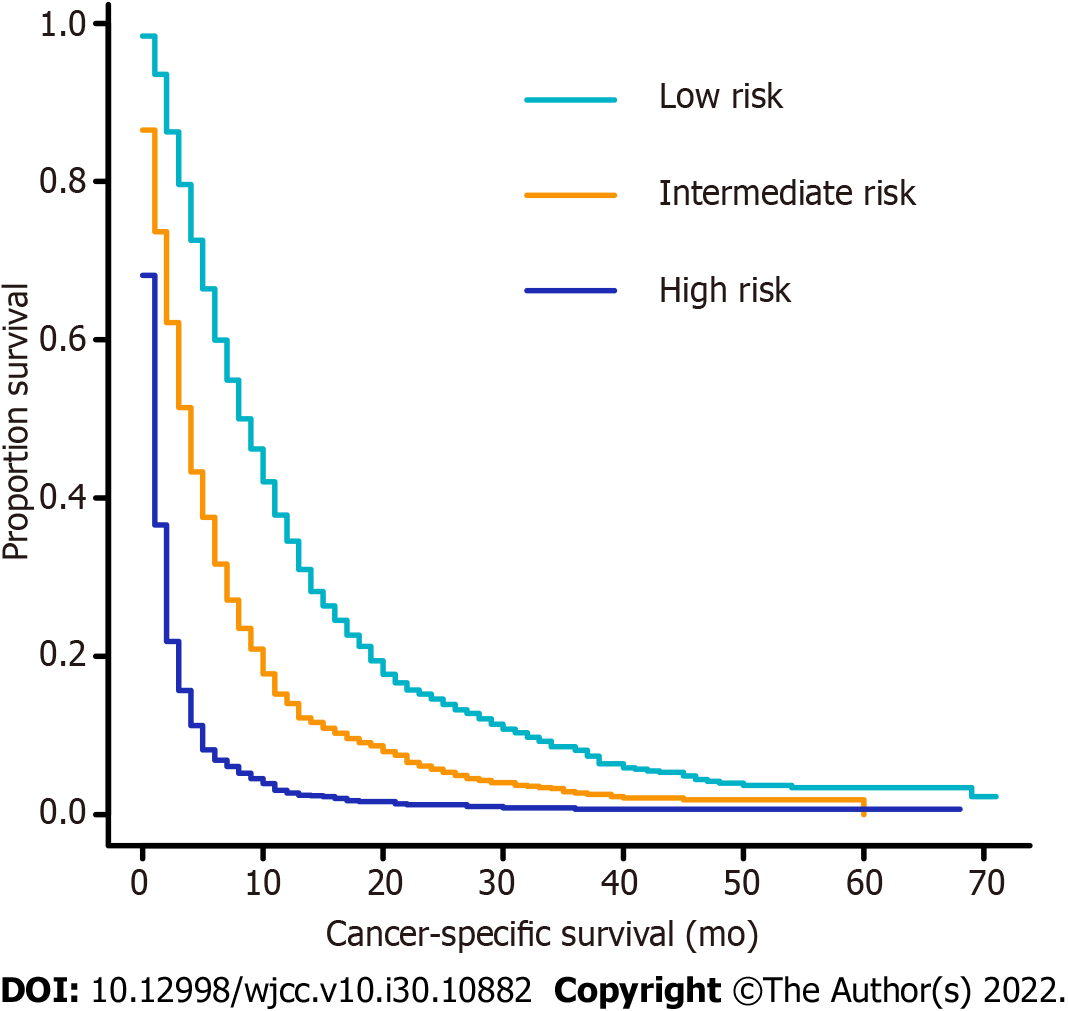 1.0
0.8
0.6
0.4
0.2
0.0
Proportion survival
Low risk
Intermediate risk
High risk
0 10 20 30 40 50 60 70
Cancer-specific survival (mo)
DOI: 10.12998/wjcc.v10.i30.10882 Copyright ©The Author(s) 2022.